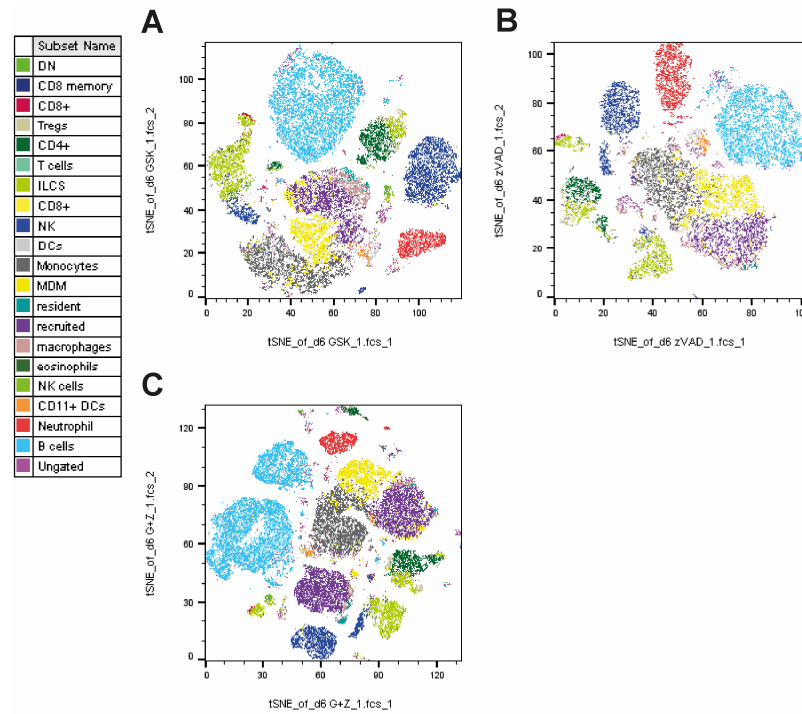 A
B
Subset Name
DN
CD8 memory
CD8+
Tregs
CD4+
T cells
ILCS
CD8+
NK
DCs
Monocytes
MDM
resident
recruited
macrophages
eosinophils
NK cells
CD11+ DCs
Neutrophil
B cells
Ungated
tSNE_of_d6 GSK_1.fcs_2
100
80
60
40
20
0
0 20 40 60 80 100
tSNE_of_d6 GSK_1.fcs_1
tSNE_of_d6 zVAD_1.fcs_2
100
80
60
40
20
0
0 20 40 60 80 100
tSNE_of_d6 zVAD_1.fcs_1
C
tSNE_of_d6 G+Z_1.fcs_2
120
90
60
30
0
0 30 60 90 120
tSNE_of_d6 G+Z_1.fcs_1